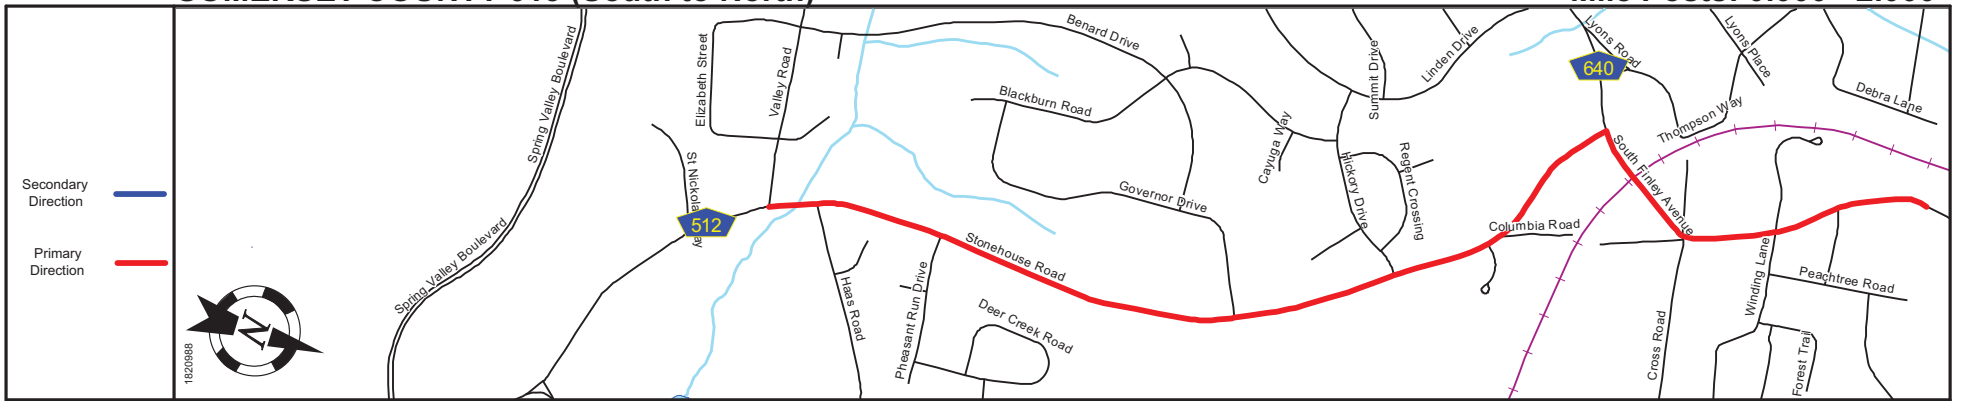 Secondary
Direction
Primary
Direction
1820988
N
Spring Valley Boulevard
Spring Valley Boulevard
Elizabeth Street
Valley Road
512
Benard Drive
Blackburn Road
Governor Drive
Stonehouse Road
Haas Road
Pheasant Run Drive
Deer Creek Road
Cayuga Way
Summit Drive
Linden Drive
Hickory Drive
Regent Crossing
Columbia Road
Lyons Road
640
Lyons Place
Thompson Way
South Finley Avenue
Debra Lane
Winding Lane
Peachtree Road
Cross Road
Forest Trail